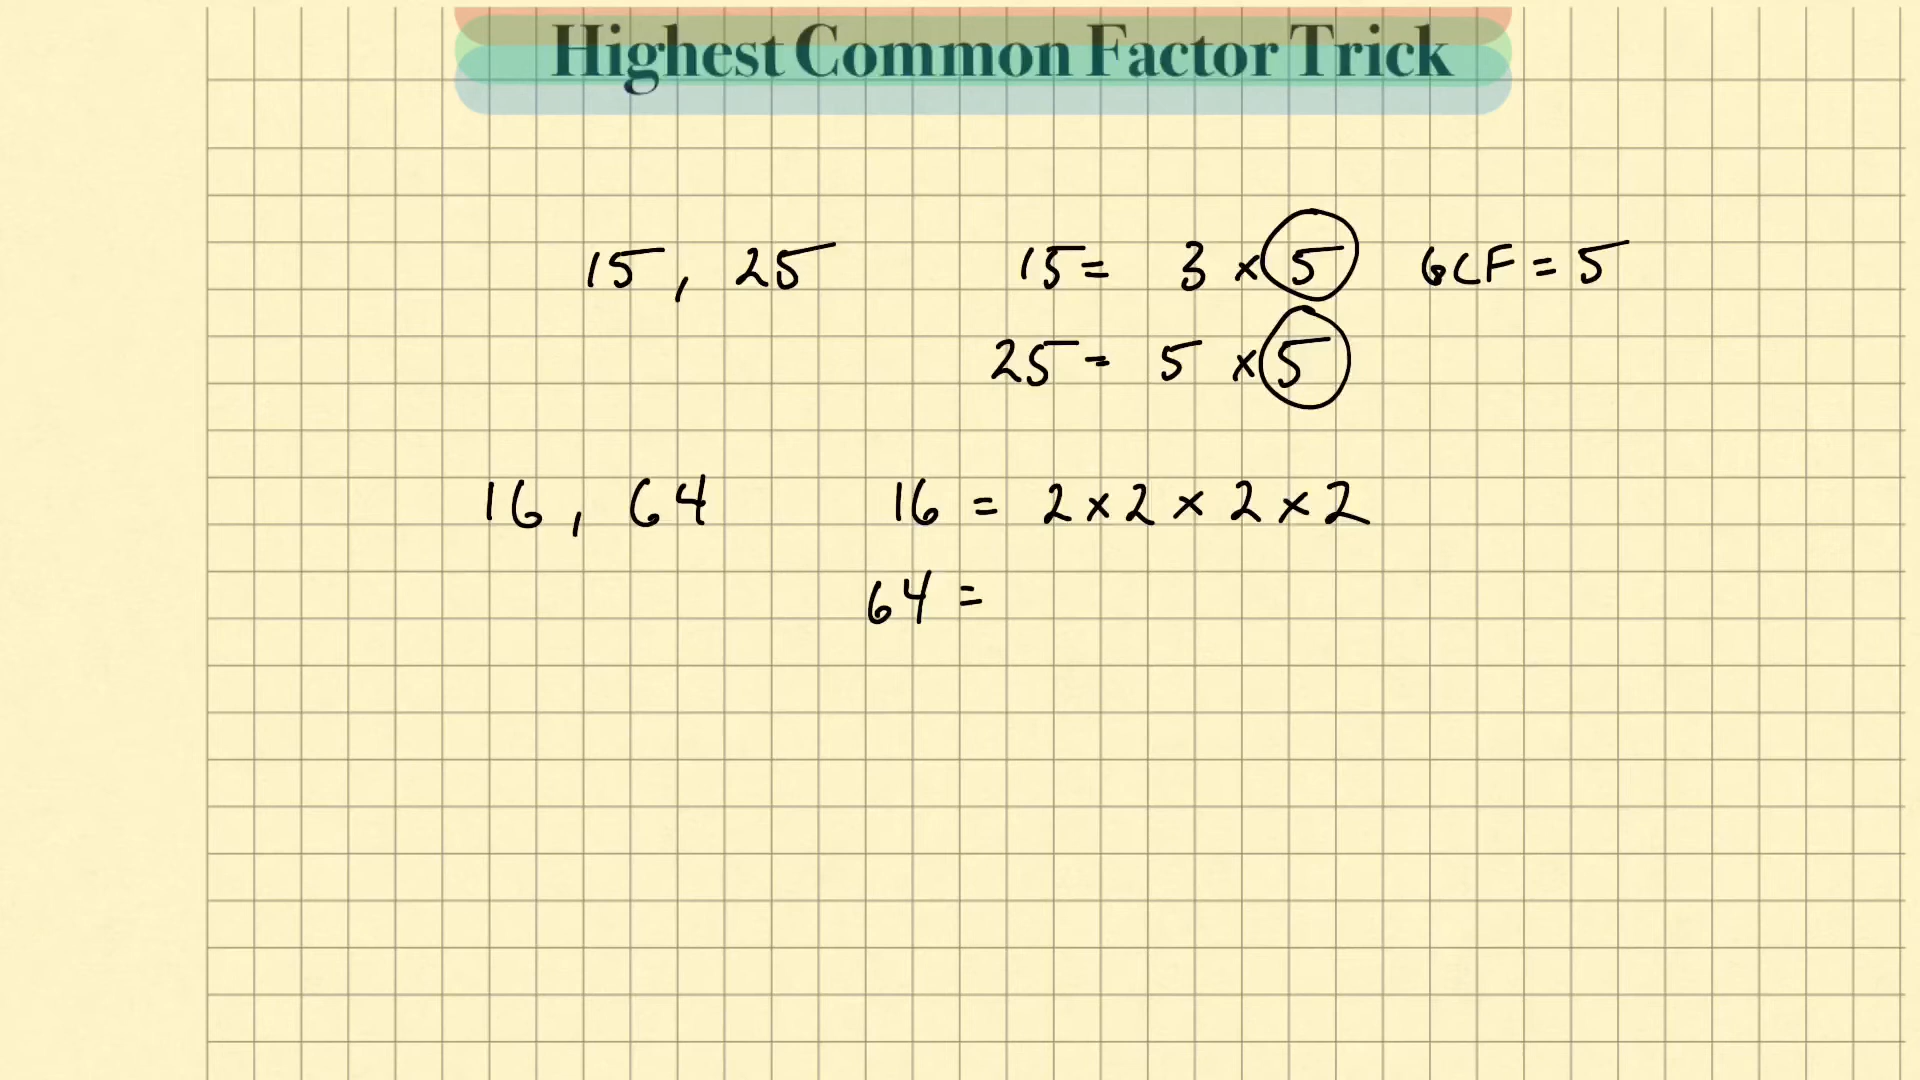 Highest Common Factor Trick
15, 25 15 = 3 × 5 GCF = 5
25 = 5 × 5
16, 64 16 = 2 × 2 × 2 × 2
64 =